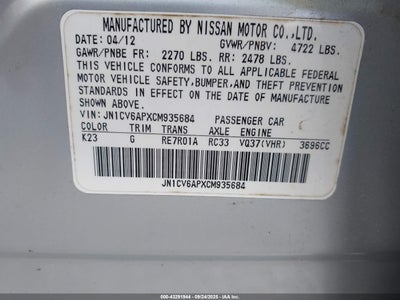 MANUFACTURED BY NISSAN MOTOR CO.,LTD.
DATE: 04/12 GVWR/PNBV: 4722 LBS.
GAWR/PNBE FR: 2270 LBS. RR: 2478 LBS.
THIS VEHICLE CONFORMS TO ALL APPLICABLE FEDERAL
MOTOR VEHICLE SAFETY,BUMPER,AND THEFT PREVENTION
STANDARDS IN EFFECT ON THE DATE OF MANUFACTURE
SHOWN ABOVE.
VIN: JN1CV6APXCM935684 PASSENGER CAR
COLOR TRIM TRANS AXLE ENGINE
K23 G RE7R01A RC33 VQ37(VHR) 3696CC
JN1CV6APXCM935684
© 600 - 43291944 - 09/24/2025 - IAAI.COM